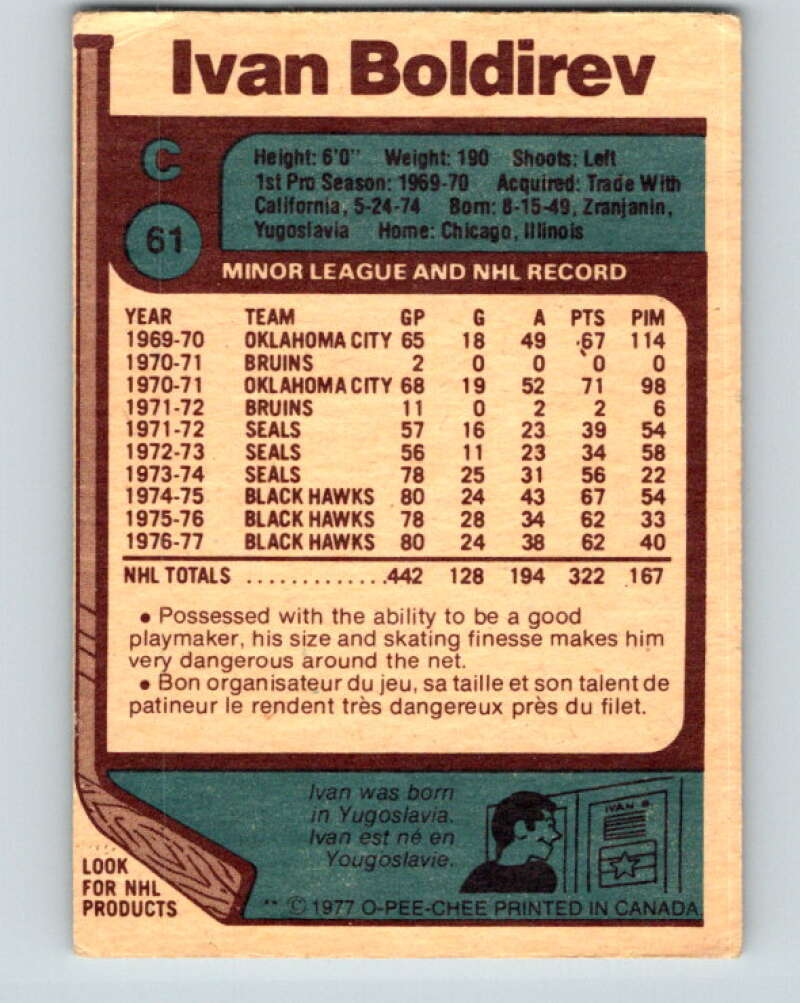 Ivan Boldirev
C
61
Height: 6'0" Weight: 190 Shoots: Left
1st Pro Season: 1969-70 Acquired: Trade With
California, 5-24-74 Born: 8-15-49, Zranjanin,
Yugoslavia Home: Chicago, Illinois
MINOR LEAGUE AND NHL RECORD
YEAR TEAM GP G A PTS PIM
1969-70 OKLAHOMA CITY 65 18 49 67 114
1970-71 BRUINS 2 0 0 0 0
1970-71 OKLAHOMA CITY 68 19 52 71 98
1971-72 BRUINS 11 0 2 2 6
1971-72 SEALS 57 16 23 39 54
1972-73 SEALS 56 11 23 34 58
1973-74 SEALS 78 25 31 56 22
1974-75 BLACK HAWKS 80 24 43 67 54
1975-76 BLACK HAWKS 78 28 34 62 33
1976-77 BLACK HAWKS 80 24 38 62 40
NHL TOTALS .............442 128 194 322 167
• Possessed with the ability to be a good
playmaker, his size and skating finesse makes him
very dangerous around the net.
• Bon organisateur du jeu, sa taille et son talent de
patineur le rendent très dangereux près du filet.
Ivan was born
in Yugoslavia.
Ivan est né en
Yougoslavie.
IVAN B
LOOK
FOR NHL
PRODUCTS
** © 1977 O-PEE-CHEE PRINTED IN CANADA